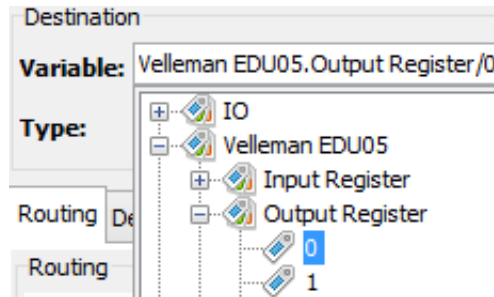 Destination
Variable: Velleman EDU05.Output Register/0
IO
Type:
Velleman EDU05
Input Register
Routing
Output Register
0
Routing
1